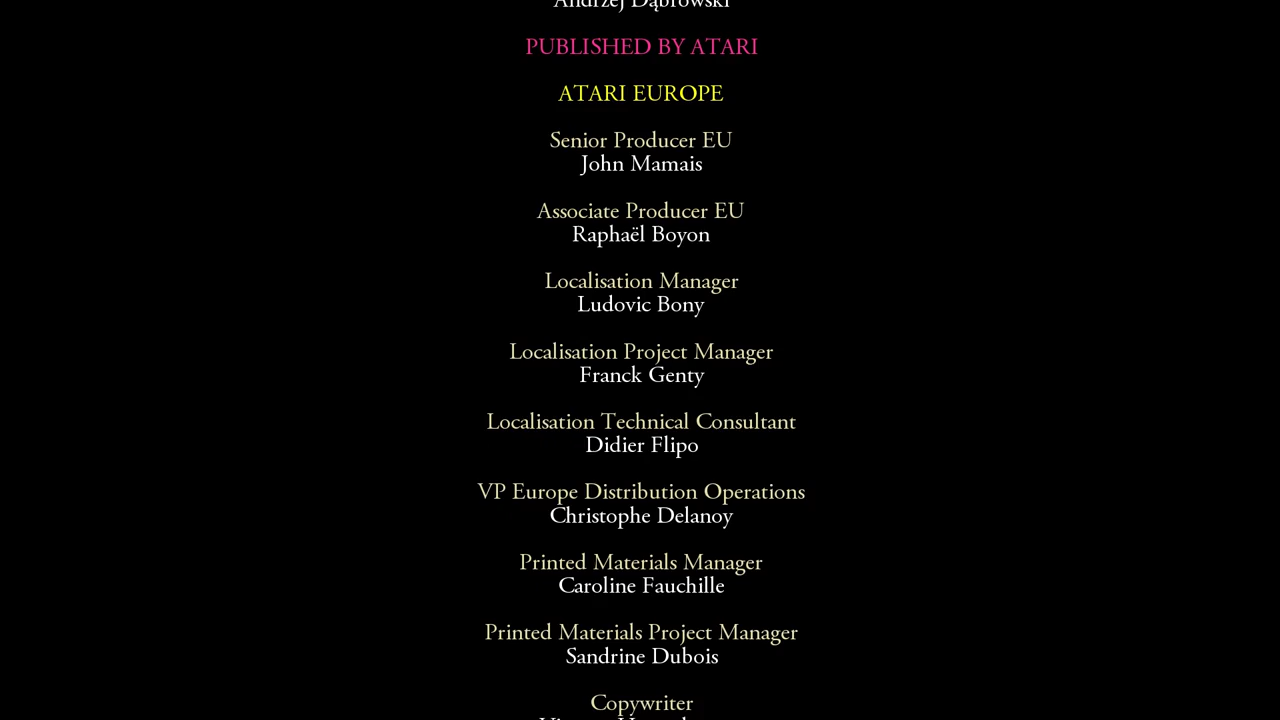 Andrzej Dąbrowski
PUBLISHED BY ATARI
ATARI EUROPE
Senior Producer EU
John Mamais
Associate Producer EU
Raphaël Boyon
Localisation Manager
Ludovic Bony
Localisation Project Manager
Franck Genty
Localisation Technical Consultant
Didier Flipo
VP Europe Distribution Operations
Christophe Delanoy
Printed Materials Manager
Caroline Fauchille
Printed Materials Project Manager
Sandrine Dubois
Copywriter